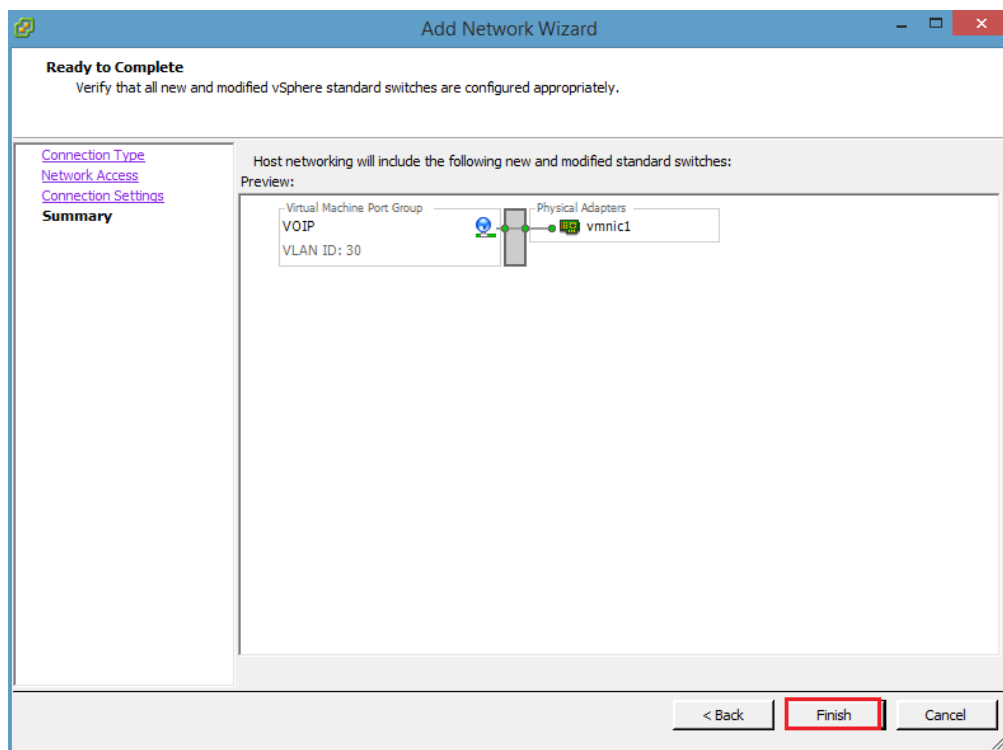 Add Network Wizard
Ready to Complete
Verify that all new and modified vSphere standard switches are configured appropriately.
Connection Type
Network Access
Connection Settings
Summary
Host networking will include the following new and modified standard switches:
Preview:
Virtual Machine Port Group
VOIP
VLAN ID: 30
Physical Adapters
vmnic1
< Back
Finish
Cancel